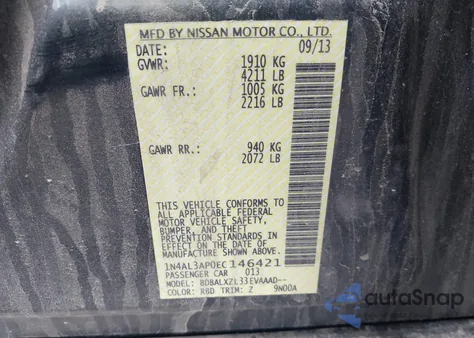 MFD BY NISSAN MOTOR CO., LTD.
DATE: 09/13
GVWR: 1910 KG
4211 LB
GAWR FR.: 1005 KG
2216 LB
GAWR RR.: 940 KG
2072 LB
THIS VEHICLE CONFORMS TO
ALL APPLICABLE FEDERAL
MOTOR VEHICLE SAFETY,
BUMPER, AND THEFT
PREVENTION STANDARDS IN
EFFECT ON THE DATE OF
MANUFACTURE SHOWN ABOVE.
1N4AL3AP0EC146421
PASSENGER CAR 013
MODEL: BDBALXZL33EVAAAD--
COLOR: RBD TRIM: Z 9N00A
AutoSnap